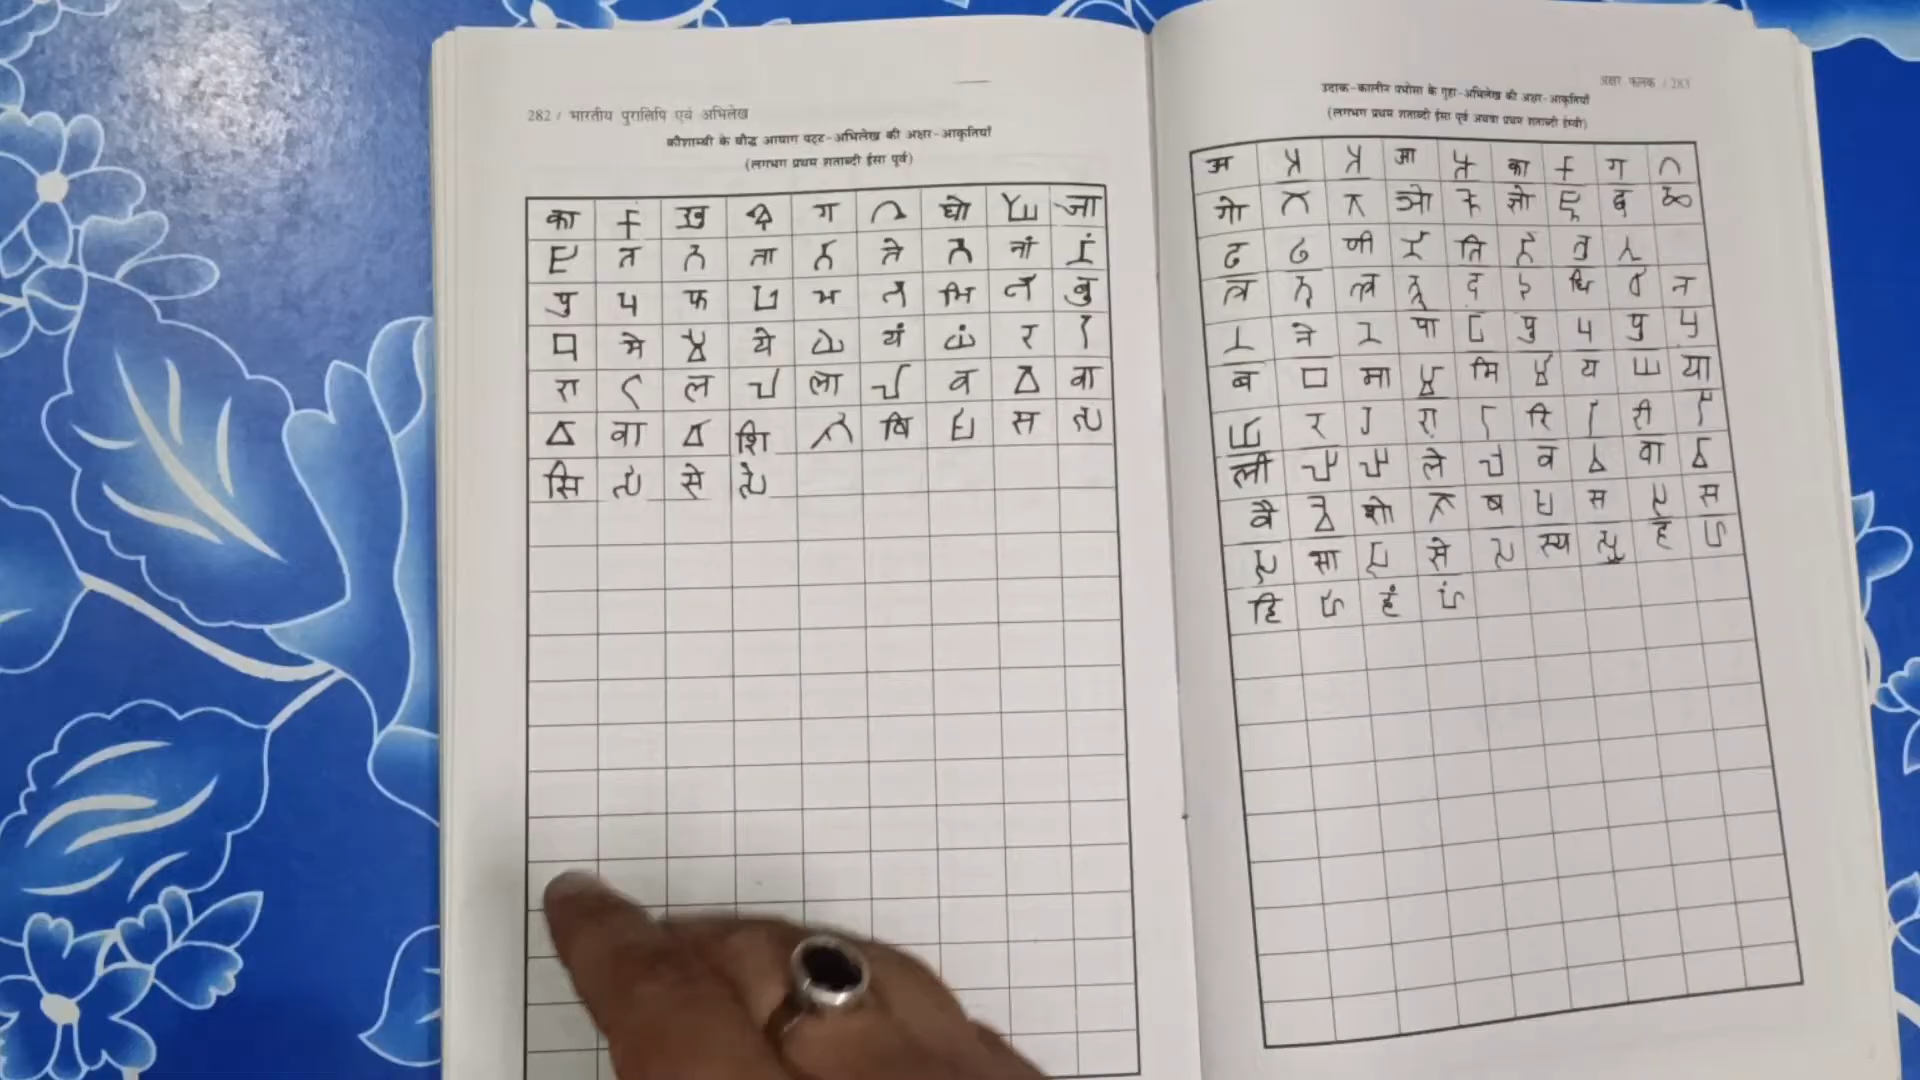 282 / भारतीय पुरालिपि एवं अभिलेख
कौशाम्बी के बौद्ध आयाग पट्ट-अभिलेख की अक्षर-आकृतियाँ
(लगभग प्रथम शताब्दी ईसा पूर्व)
का 𑀓𑀸 ख 𑀔 ग 𑀕 घो 𑀖𑁄 जा
𑀚𑀸 त 𑀢 ता 𑀢𑀸 ते 𑀢𑁂 नां 𑀦𑀸𑀁
पु 𑀧𑀼 फ 𑀨 भ 𑀪 भि 𑀪𑀺 बु
𑀩𑀼 मे 𑀫𑁂 ये 𑀬𑁂 यं 𑀬𑀁 र 𑀭
रा 𑀭𑀸 ल 𑀮 ला 𑀮𑀸 व 𑀯 वा
𑀯𑀸 वा 𑀯𑀸 शि 𑀰𑀺 षि 𑀱𑀺 स 𑀲
सि 𑀲𑀺 से 𑀲𑁂
अक्षर फलक / 283
उदाक-कालीन पभोसा के गुहा-अभिलेख की अक्षर-आकृतियाँ
(लगभग प्रथम शताब्दी ईसा पूर्व अथवा प्रथम शताब्दी ईस्वी)
अ 𑀅 𑀅 आ 𑀆 का 𑀓𑀸 ग 𑀕
गो 𑀕𑁄 𑀕𑁄
ढ 𑀠 णी 𑀡𑀻 ति 𑀢𑀺 तु 𑀢𑀼
त्र 𑀢𑁆𑀭 त्र 𑀢𑁆𑀭 द 𑀤 धि 𑀥𑀺 न
𑀦 ने 𑀦𑁂 पा 𑀧𑀸 पु 𑀧𑀼 पु 𑀧𑀼
ब 𑀩 मा 𑀫𑀸 मि 𑀫𑀺 य 𑀬 या
𑀬𑀸 र 𑀭 रा 𑀭𑀸 रि 𑀭𑀺 री 𑀭𑀻
ली 𑀮𑀻 𑀮𑀻 ले 𑀮𑁂 व 𑀯 वा 𑀯𑀸
वै 𑀯𑁃 शो 𑀰𑁄 ष 𑀱 स 𑀲 स
𑀲 सा 𑀲𑀸 से 𑀲𑁂 स्य 𑀲𑁆𑀬 ह 𑀳
हि 𑀳𑀺 हं 𑀳𑀁